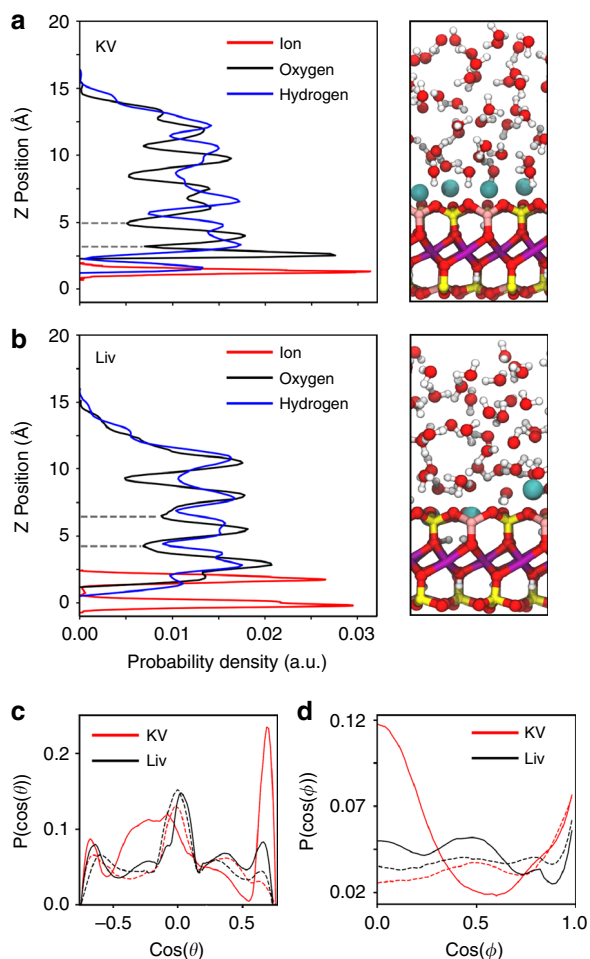 a
KV
Ion
Oxygen
Hydrogen
20
15
10
5
0
Z Position (Å)
b
Liv
Ion
Oxygen
Hydrogen
20
15
10
5
0
Z Position (Å)
0.00 0.01 0.02 0.03
Probability density (a.u.)
c
KV
Liv
0.2
0.1
0.0
P(cos(θ))
−0.5 0.0 0.5
Cos(θ)
d
KV
Liv
0.12
0.07
0.02
P(cos(ϕ))
0.0 0.5 1.0
Cos(ϕ)